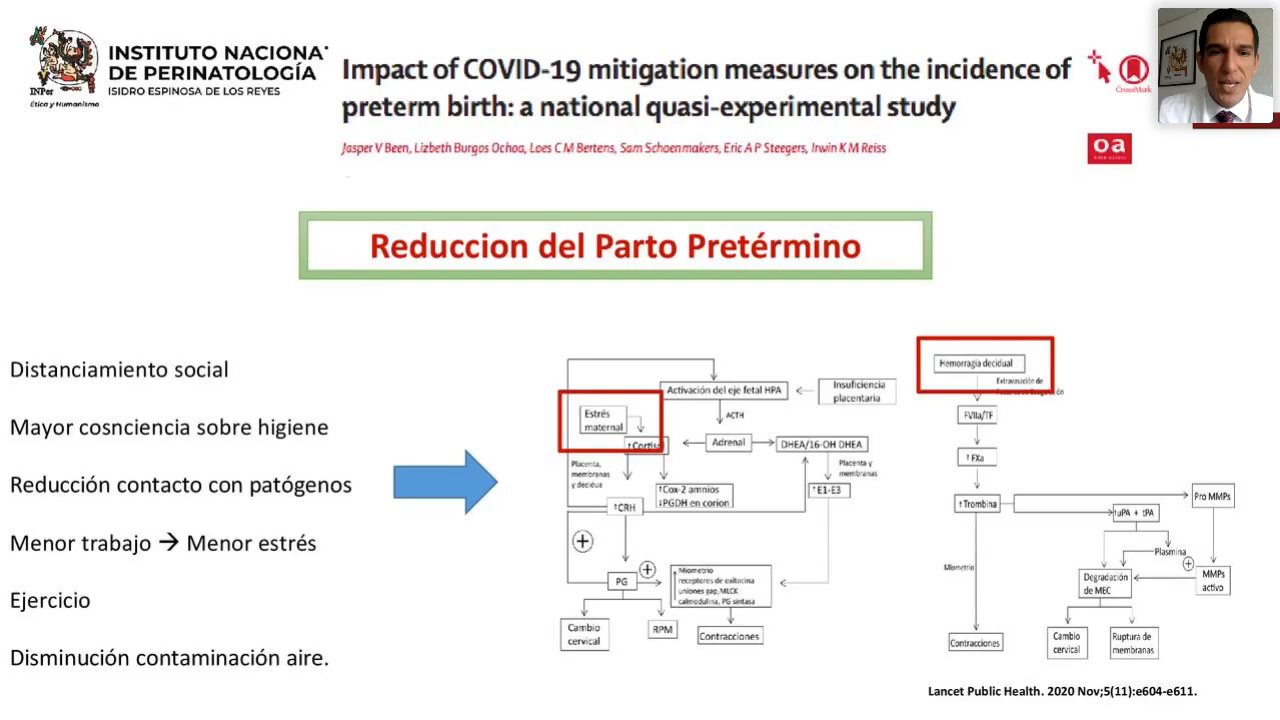 INSTITUTO NACIONA
DE PERINATOLOGÍA
ISIDRO ESPINOSA DE LOS REYES
INPer
Ética y Humanismo
Impact of COVID-19 mitigation measures on the incidence of
preterm birth: a national quasi-experimental study
Jasper V Been, Lizbeth Burgos Ochoa, Loes C M Bertens, Sam Schoenmakers, Eric A P Steegers, Irwin K M Reiss
CrossMark
oa
Reduccion del Parto Pretérmino
Distanciamiento social
Mayor cosnciencia sobre higiene
Reducción contacto con patógenos
Menor trabajo → Menor estrés
Ejercicio
Disminución contaminación aire.
Activación del eje fetal HPA
Insuficiencia
placentaria
Estrés
maternal
ACTH
↑Cortisol
Adrenal
DHEA/16-OH DHEA
Placenta,
membranas
y decidua
Placenta y
membranas
↑Cox-2 amnios
↓PGDH en corion
↑E1-E3
↑CRH
+
+
PG
Miometrio
receptores de oxitocina
uniones gap, MLCK
calmodulina, PG sintasa
Cambio
cervical
RPM
Contracciones
Hemorragia decidual
Extravasación de
FVIIa/TF
↑FXa
↑Trombina
Pro MMPs
↑uPA + tPA
Plasmina
+
Miometrio
Degradación
de MEC
MMPs
activo
Contracciones
Cambio
cervical
Ruptura de
membranas
Lancet Public Health. 2020 Nov;5(11):e604-e611.